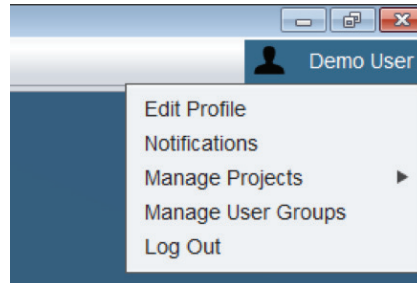 Demo User
Edit Profile
Notifications
Manage Projects
Manage User Groups
Log Out